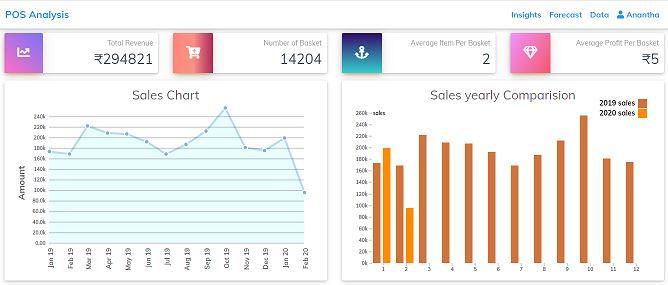 POS Analysis
Insights Forecast Data Anantha
Total Revenue
₹294821
Number of Basket
14204
Average Item Per Basket
2
Average Profit Per Basket
₹5
Sales Chart
Amount
240k
220k
200k
180k
160k
140k
120k
100k
80.0k
60.0k
40.0k
20.0k
0.00
Jan 19 Feb 19 Mar 19 Apr 19 May 19 Jun 19 Jul 19 Aug 19 Sep 19 Oct 19 Nov 19 Dec 19 Jan 20 Feb 20
Sales yearly Comparision
2019 sales
2020 sales
sales
260k
240k
220k
200k
180k
160k
140k
120k
100k
80k
60k
40k
20k
0k
1 2 3 4 5 6 7 8 9 10 11 12